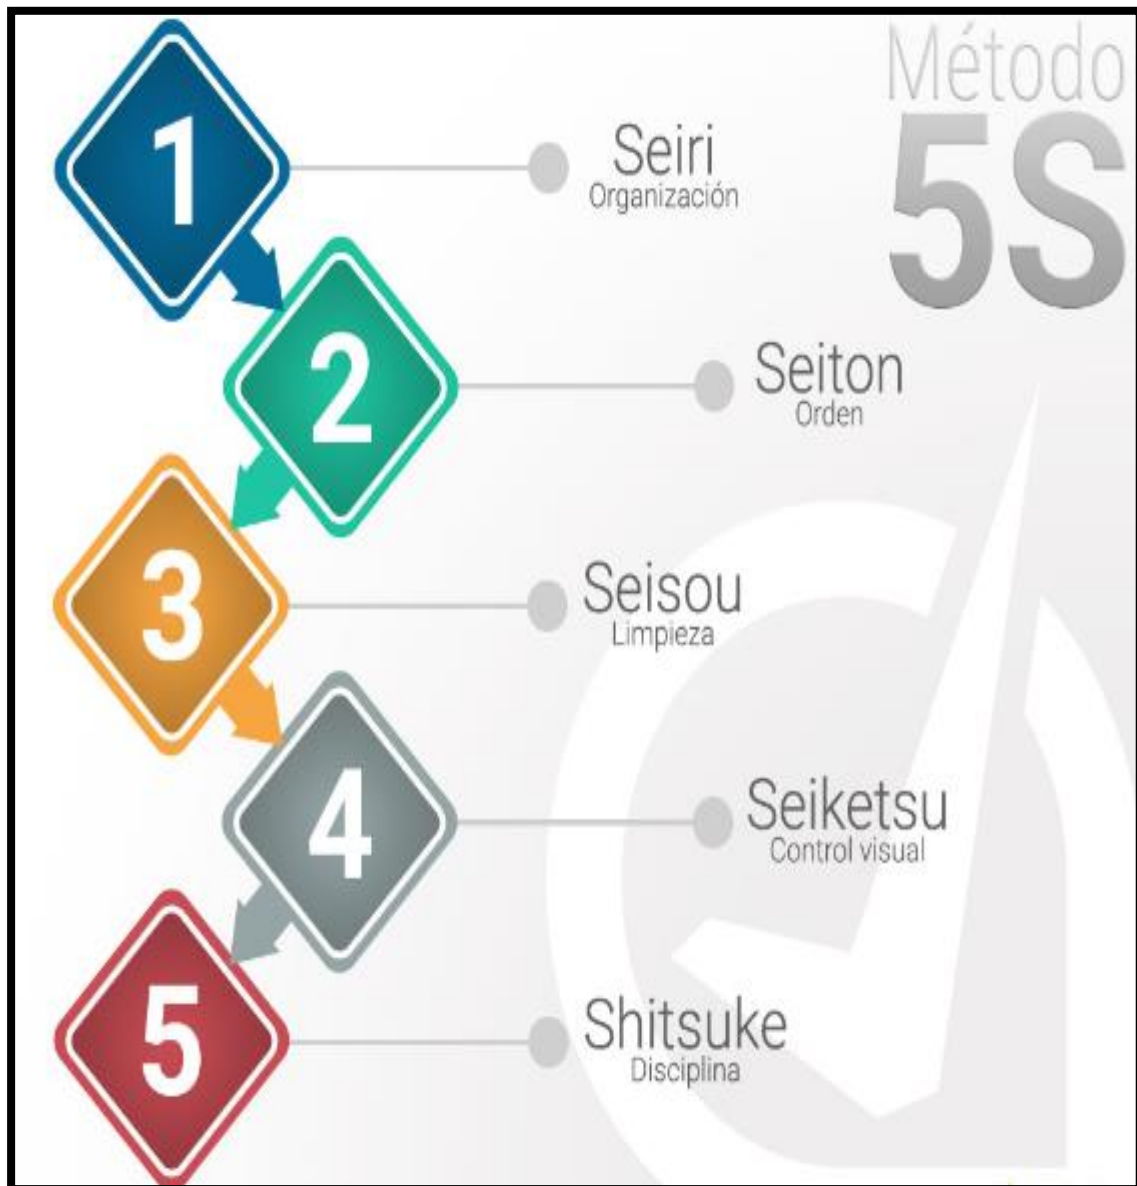 Método
5S
1
Seiri
Organización
2
Seiton
Orden
3
Seisou
Limpieza
4
Seiketsu
Control visual
5
Shitsuke
Disciplina